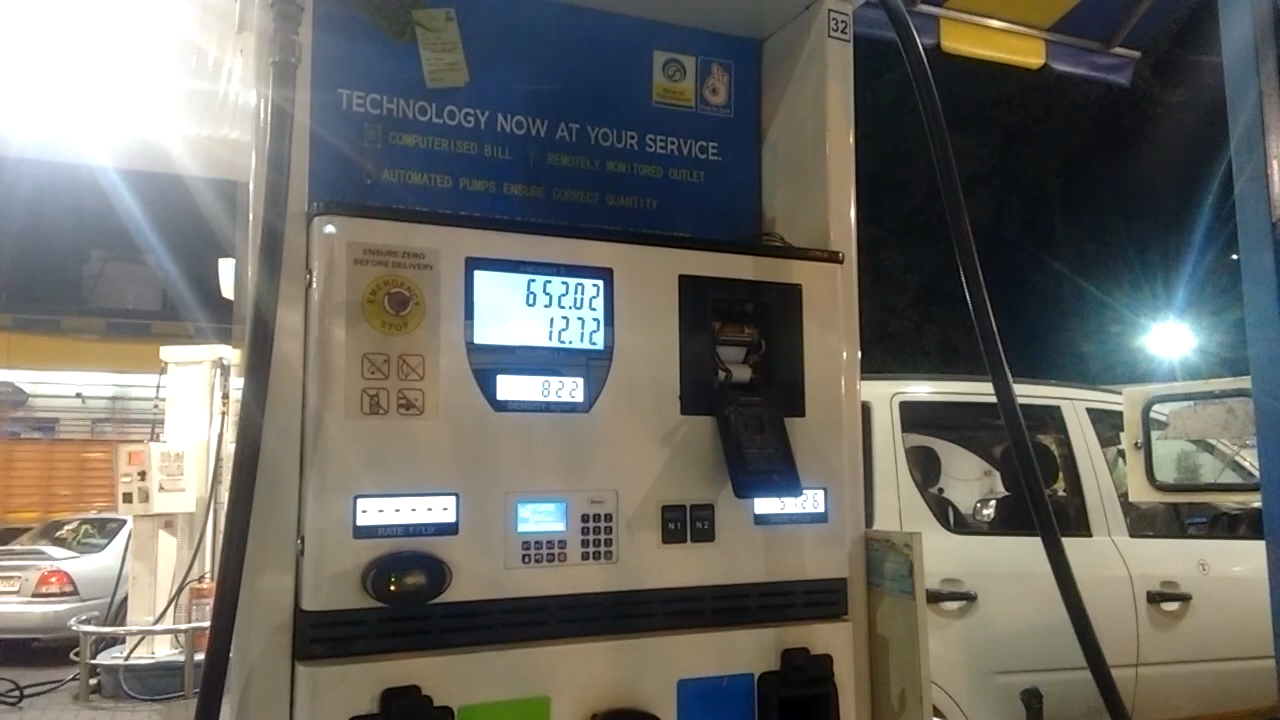 32
TECHNOLOGY NOW AT YOUR SERVICE.
COMPUTERISED BILL
REMOTELY MONITORED OUTLET
AUTOMATED PUMPS ENSURE CORRECT QUANTITY
ENSURE ZERO
BEFORE DELIVERY
EMERGENCY
STOP
652.02
12.72
822
DENSITY
- - - - -
RATE ₹/L
51.26
N1
N2
T